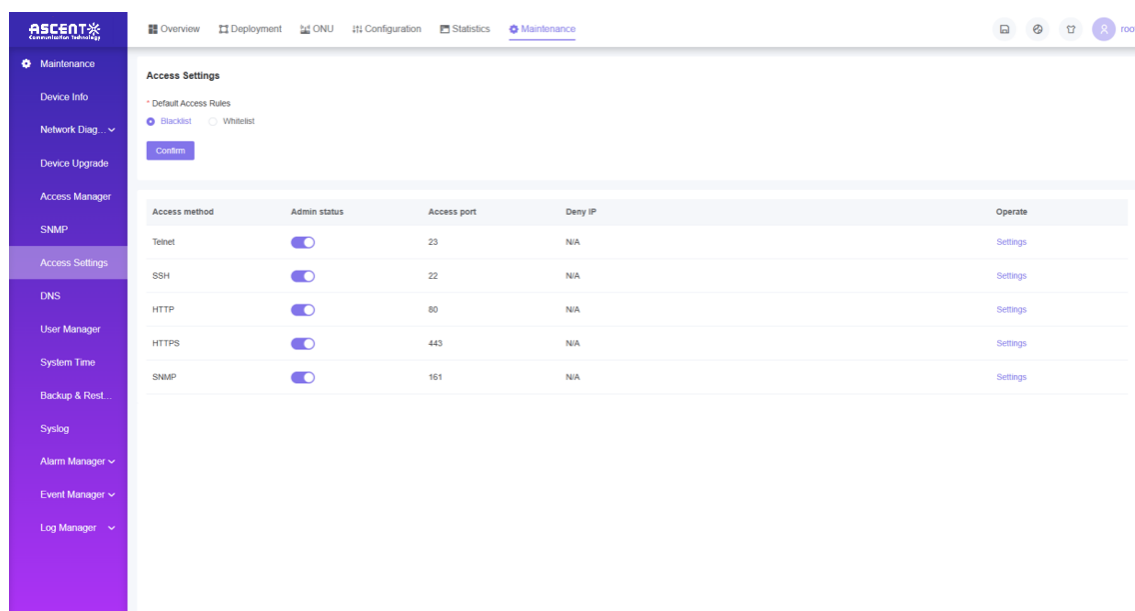 ASCENT
Communication Technology
Overview Deployment ONU Configuration Statistics Maintenance
Maintenance
Device Info
Network Diag...
Device Upgrade
Access Manager
SNMP
Access Settings
DNS
User Manager
System Time
Backup & Rest...
Syslog
Alarm Manager
Event Manager
Log Manager
Access Settings
* Default Access Rules
Blacklist Whitelist
Confirm
Access method Admin status Access port Deny IP Operate
Telnet 23 N/A Settings
SSH 22 N/A Settings
HTTP 80 N/A Settings
HTTPS 443 N/A Settings
SNMP 161 N/A Settings